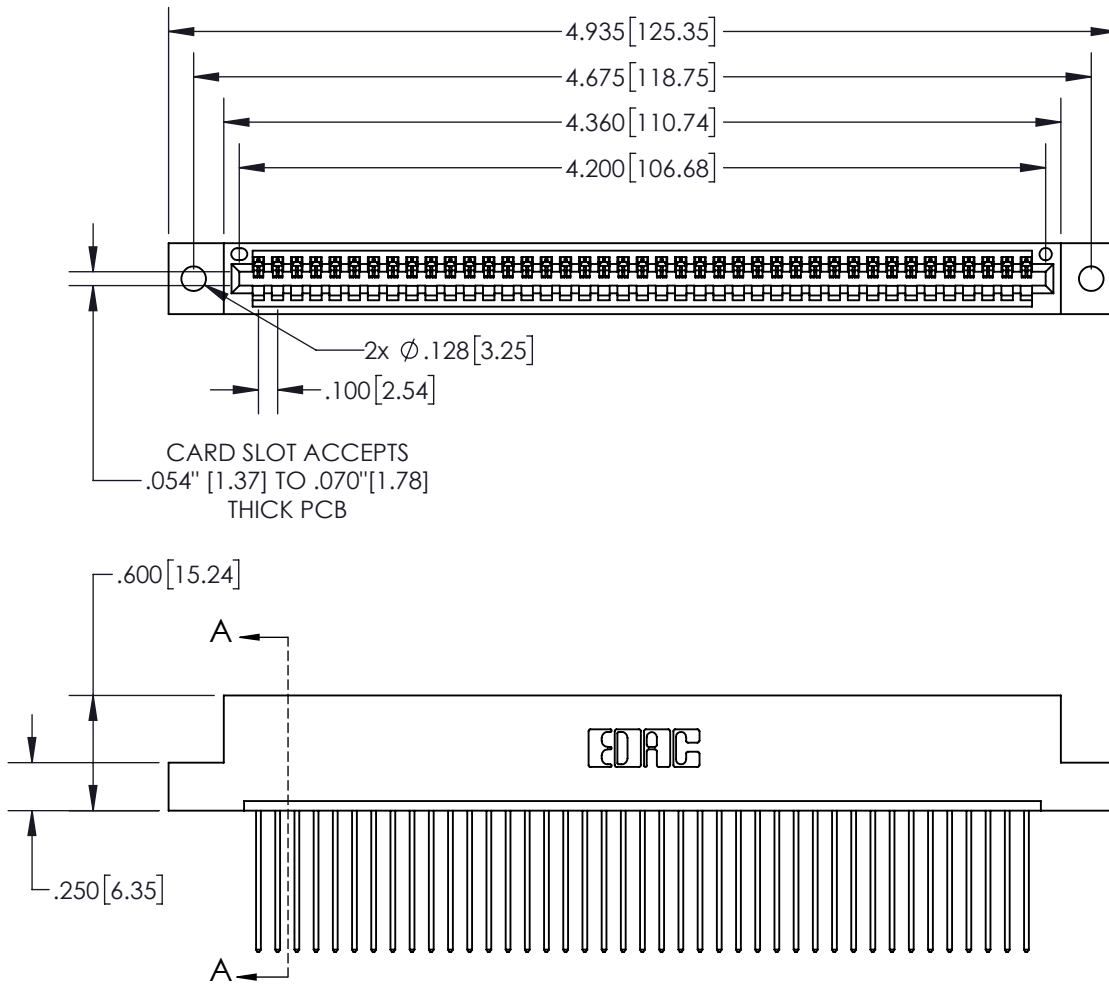 4.935[125.35]
4.675[118.75]
4.360[110.74]
4.200[106.68]
2x Ø.128[3.25]
.100[2.54]
CARD SLOT ACCEPTS
.054" [1.37] TO .070"[1.78]
THICK PCB
.600[15.24]
A
EDAC
.250[6.35]
A